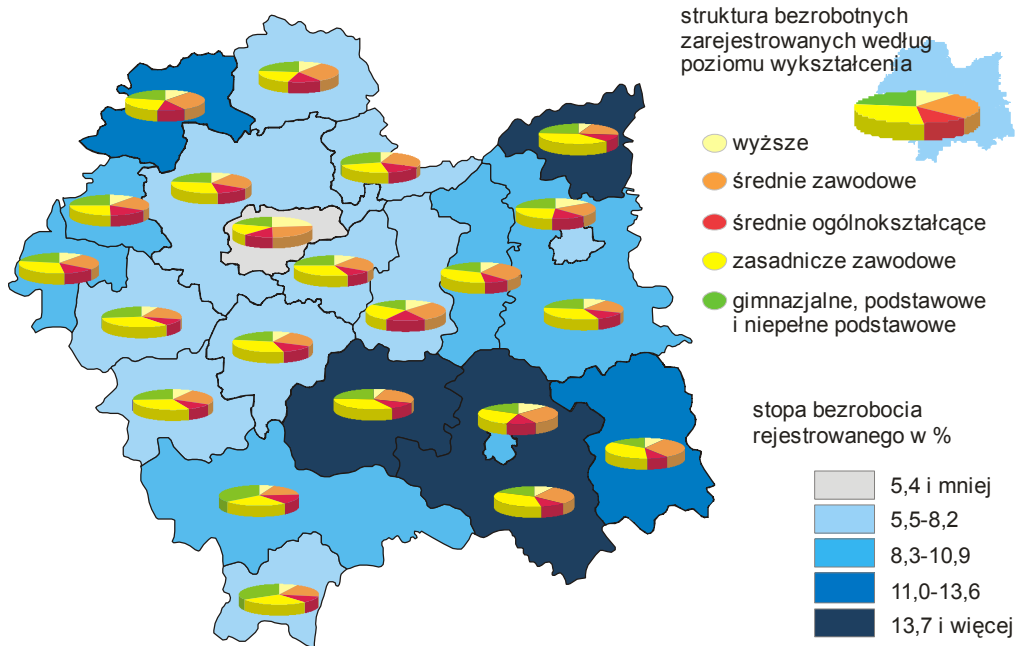 struktura bezrobotnych
zarejestrowanych według
poziomu wykształcenia
wyższe
średnie zawodowe
średnie ogólnokształcące
zasadnicze zawodowe
gimnazjalne, podstawowe
i niepełne podstawowe
stopa bezrobocia
rejestrowanego w %
5,4 i mniej
5,5-8,2
8,3-10,9
11,0-13,6
13,7 i więcej